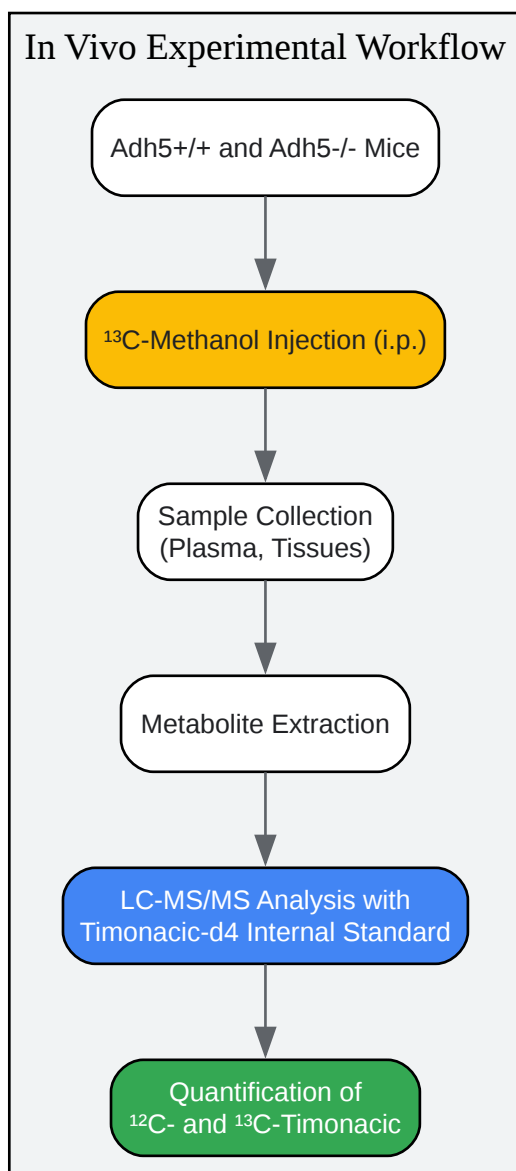 In Vivo Experimental Workflow
Adh5+/+ and Adh5-/- Mice
¹³C-Methanol Injection (i.p.)
Sample Collection
(Plasma, Tissues)
Metabolite Extraction
LC-MS/MS Analysis with
Timonacic-d4 Internal Standard
Quantification of
¹²C- and ¹³C-Timonacic